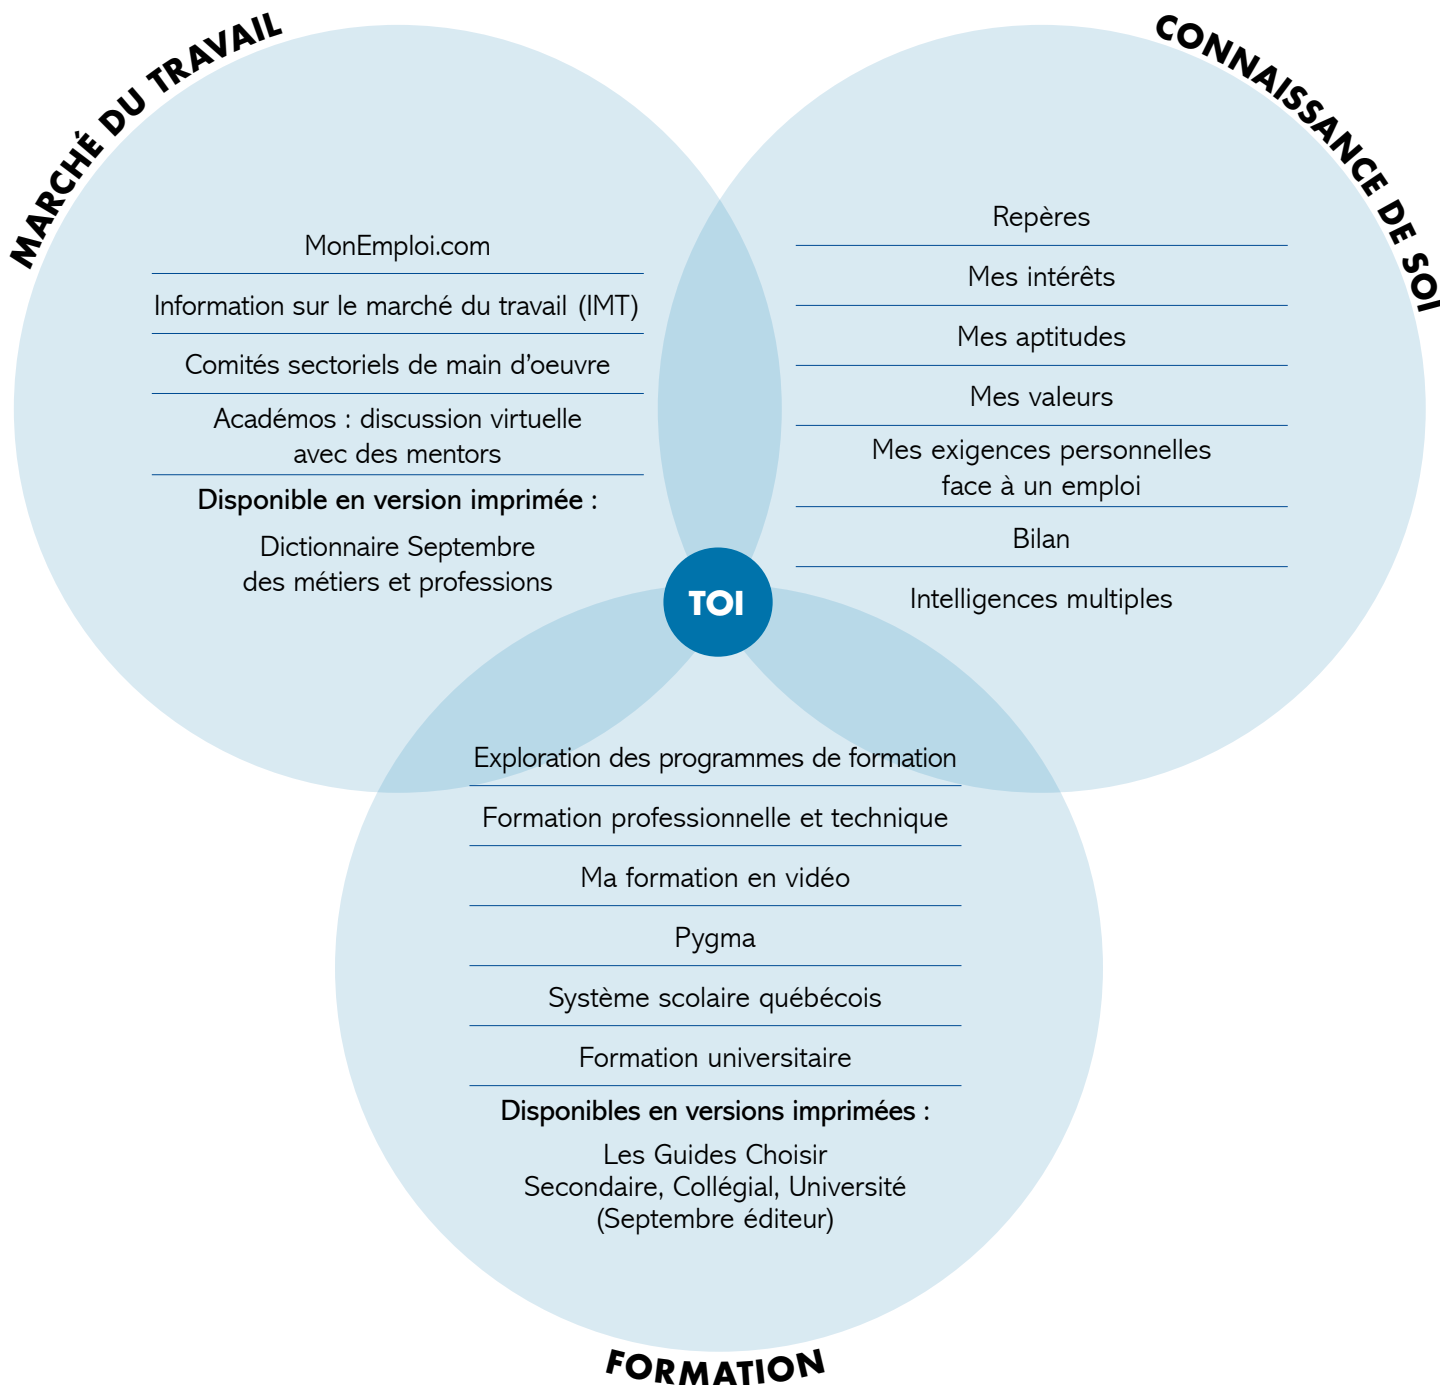 MARCHÉ DU TRAVAIL
MonEmploi.com
Information sur le marché du travail (IMT)
Comités sectoriels de main d’oeuvre
Académos : discussion virtuelle
avec des mentors
Disponible en version imprimée :
Dictionnaire Septembre
des métiers et professions
CONNAISSANCE DE SOI
Repères
Mes intérêts
Mes aptitudes
Mes valeurs
Mes exigences personnelles
face à un emploi
Bilan
Intelligences multiples
TOI
Exploration des programmes de formation
Formation professionnelle et technique
Ma formation en vidéo
Pygma
Système scolaire québécois
Formation universitaire
Disponibles en versions imprimées :
Les Guides Choisir
Secondaire, Collégial, Université
(Septembre éditeur)
FORMATION